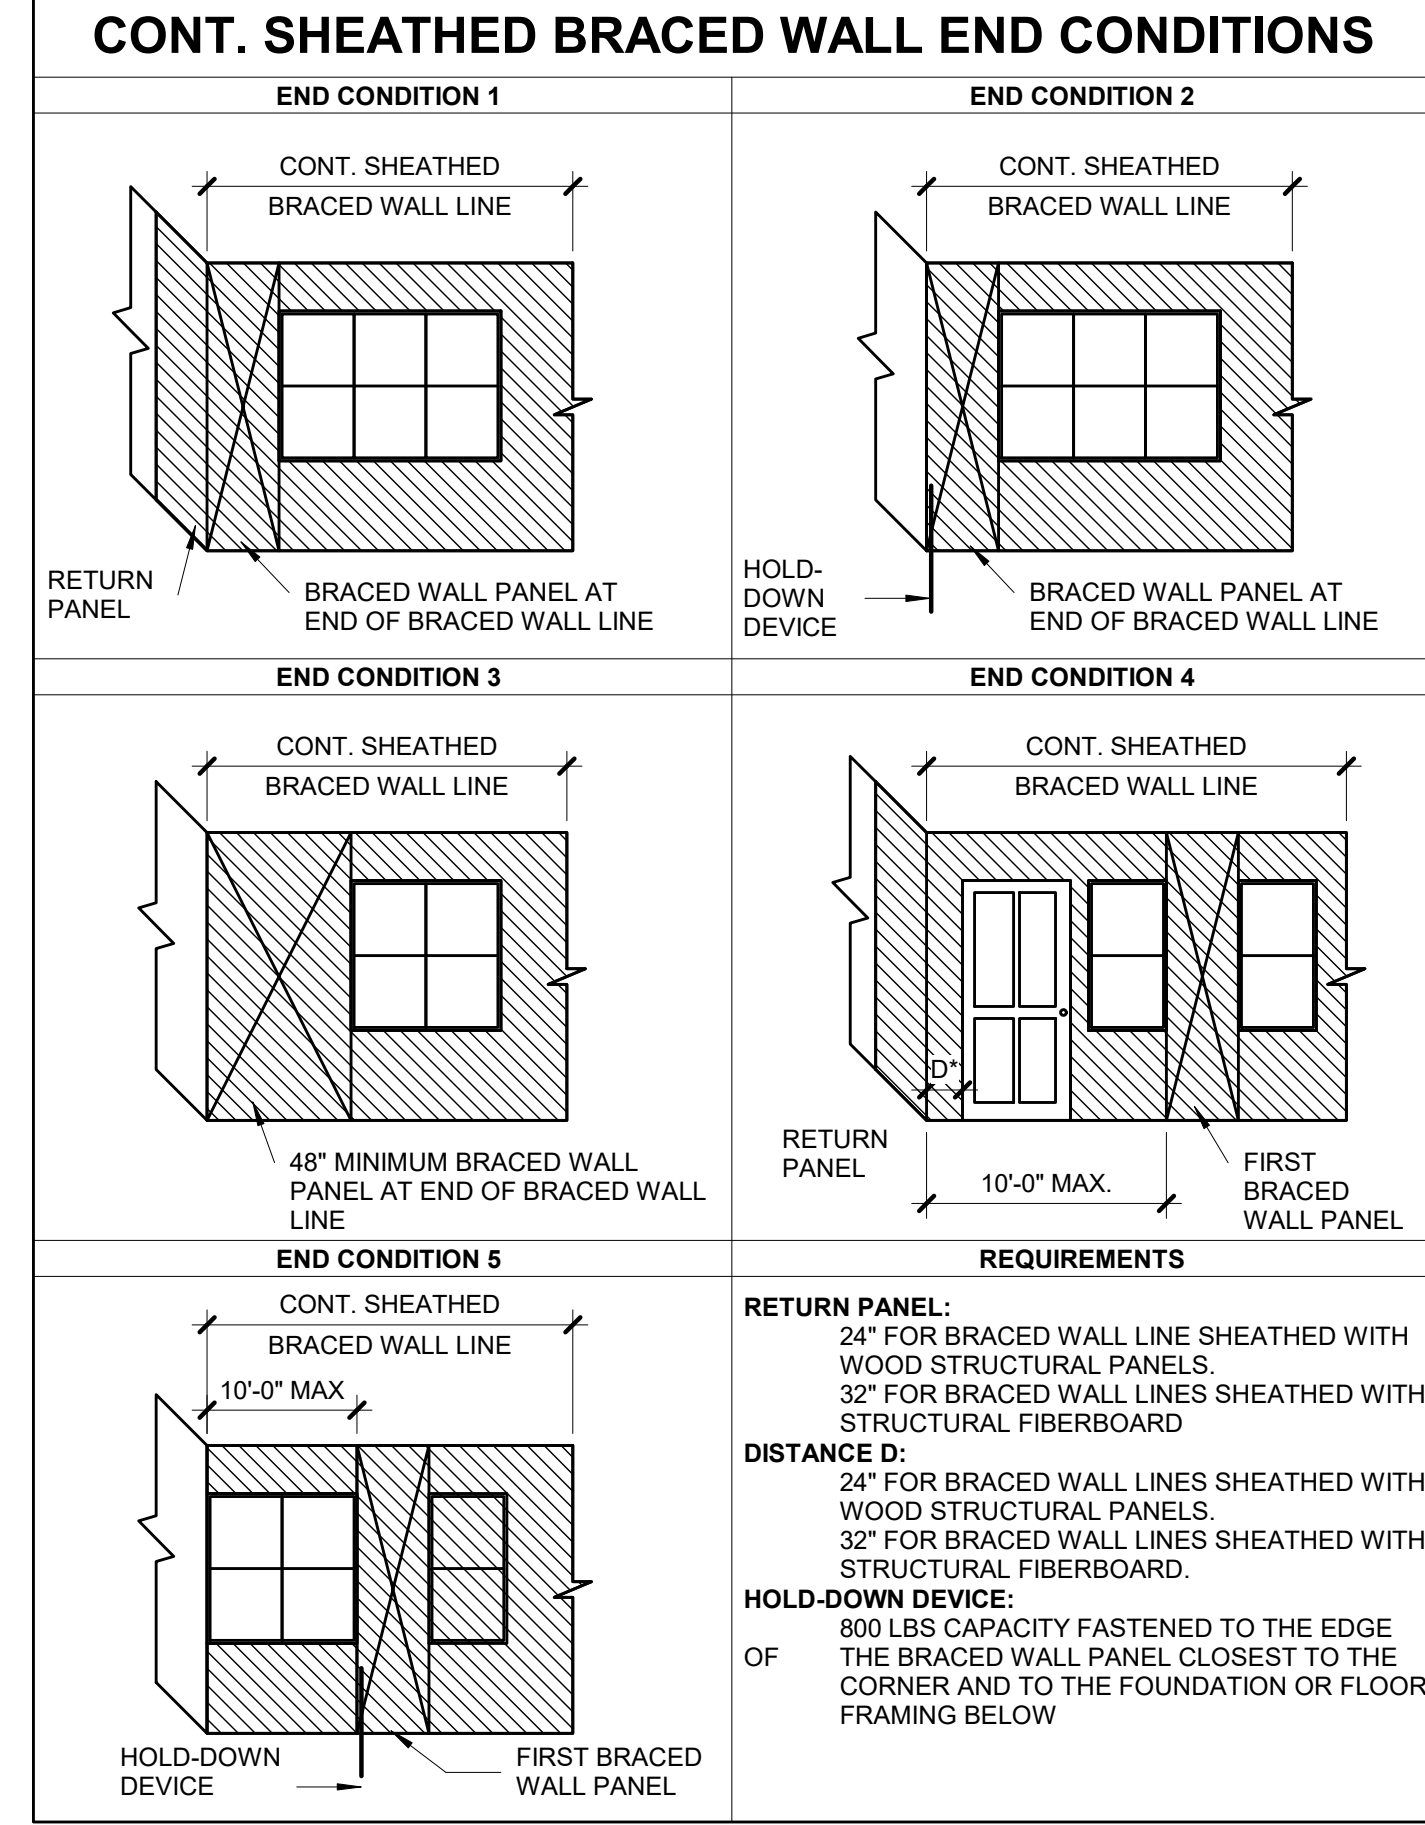 CONT. SHEATHED BRACED WALL END CONDITIONS
END CONDITION 1
CONT. SHEATHED
BRACED WALL LINE
RETURN
PANEL
BRACED WALL PANEL AT
END OF BRACED WALL LINE
END CONDITION 2
CONT. SHEATHED
BRACED WALL LINE
HOLD-
DOWN
DEVICE
BRACED WALL PANEL AT
END OF BRACED WALL LINE
END CONDITION 3
CONT. SHEATHED
BRACED WALL LINE
48" MINIMUM BRACED WALL
PANEL AT END OF BRACED WALL
LINE
END CONDITION 4
CONT. SHEATHED
BRACED WALL LINE
D*
RETURN
PANEL
10'-0" MAX.
FIRST
BRACED
WALL PANEL
END CONDITION 5
CONT. SHEATHED
BRACED WALL LINE
10'-0" MAX
HOLD-DOWN
DEVICE
FIRST BRACED
WALL PANEL
REQUIREMENTS
RETURN PANEL:
24" FOR BRACED WALL LINE SHEATHED WITH
WOOD STRUCTURAL PANELS.
32" FOR BRACED WALL LINES SHEATHED WITH
STRUCTURAL FIBERBOARD
DISTANCE D:
24" FOR BRACED WALL LINES SHEATHED WITH
WOOD STRUCTURAL PANELS.
32" FOR BRACED WALL LINES SHEATHED WITH
STRUCTURAL FIBERBOARD.
HOLD-DOWN DEVICE:
800 LBS CAPACITY FASTENED TO THE EDGE
OF THE BRACED WALL PANEL CLOSEST TO THE
CORNER AND TO THE FOUNDATION OR FLOOR
FRAMING BELOW